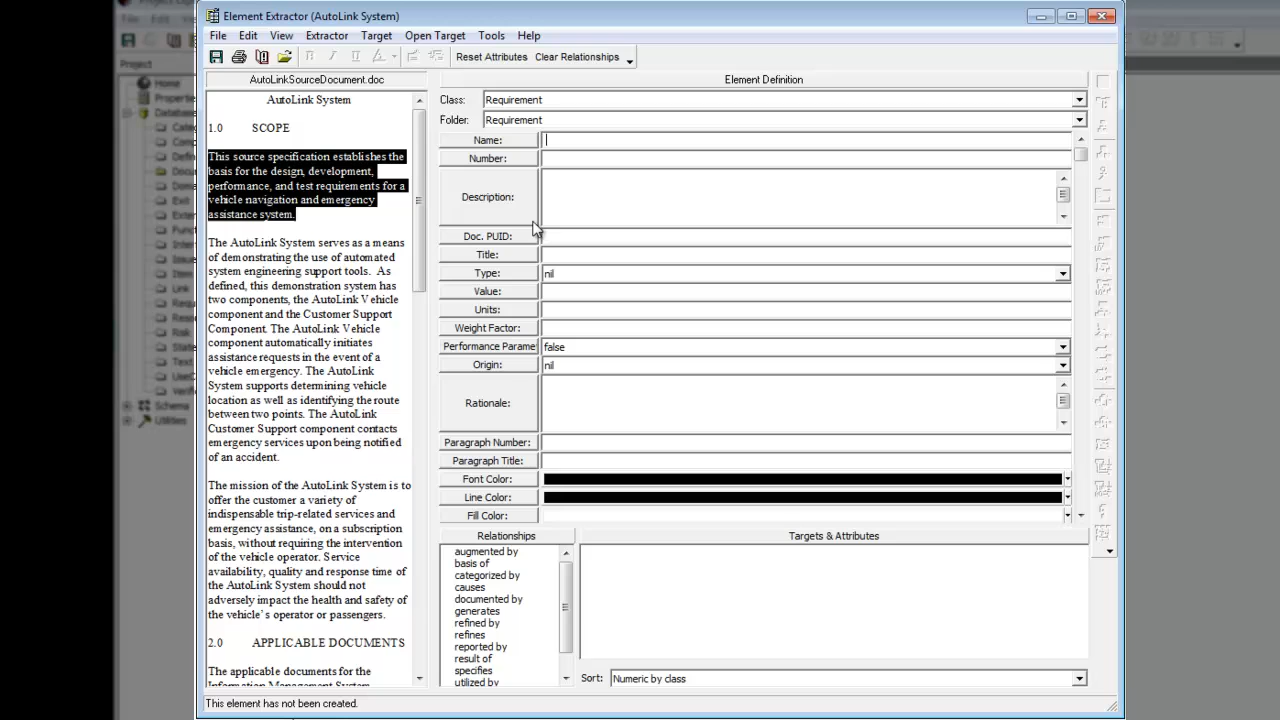 Element Extractor (AutoLink System)
File Edit View Extractor Target Open Target Tools Help
B I U A Reset Attributes Clear Relationships
AutoLinkSourceDocument.doc
AutoLink System
1.0 SCOPE
This source specification establishes the
basis for the design, development,
performance, and test requirements for a
vehicle navigation and emergency
assistance system.
The AutoLink System serves as a means
of demonstrating the use of automated
system engineering support tools. As
defined, this demonstration system has
two components, the AutoLink Vehicle
component and the Customer Support
Component. The AutoLink Vehicle
component automatically initiates
assistance requests in the event of a
vehicle emergency. The AutoLink
System supports determining vehicle
location as well as identifying the route
between two points. The AutoLink
Customer Support component contacts
emergency services upon being notified
of an accident.
The mission of the AutoLink System is to
offer the customer a variety of
indispensable trip-related services and
emergency assistance, on a subscription
basis, without requiring the intervention
of the vehicle operator. Service
availability, quality and response time of
the AutoLink System should not
adversely impact the health and safety of
the vehicle's operator or passengers.
2.0 APPLICABLE DOCUMENTS
The applicable documents for the
Information Management System
Element Definition
Class: Requirement
Folder: Requirement
Name:
Number:
Description:
Doc. PUID:
Title:
Type: nil
Value:
Units:
Weight Factor:
Performance Parame false
Origin: nil
Rationale:
Paragraph Number:
Paragraph Title:
Font Color:
Line Color:
Fill Color:
Relationships
augmented by
basis of
categorized by
causes
documented by
generates
refined by
refines
reported by
result of
specifies
utilized by
Targets & Attributes
Sort: Numeric by class
This element has not been created.
File Edit
Project
Home
Schema
Utilities